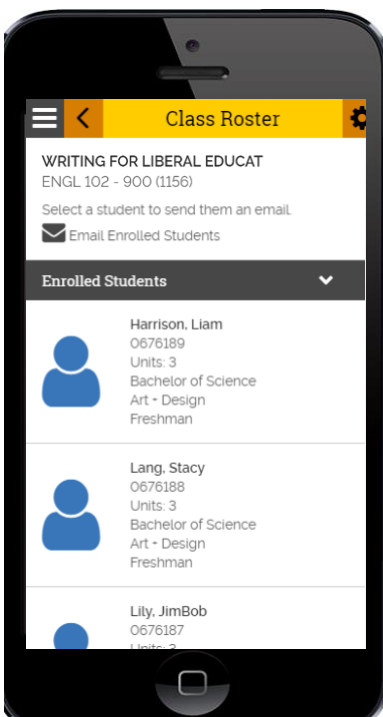 Class Roster
WRITING FOR LIBERAL EDUCAT
ENGL 102 - 900 (1156)
Select a student to send them an email.
Email Enrolled Students
Enrolled Students
Harrison, Liam
0676189
Units: 3
Bachelor of Science
Art - Design
Freshman
Lang, Stacy
0676188
Units: 3
Bachelor of Science
Art - Design
Freshman
Lily, JimBob
0676187
Units: 3